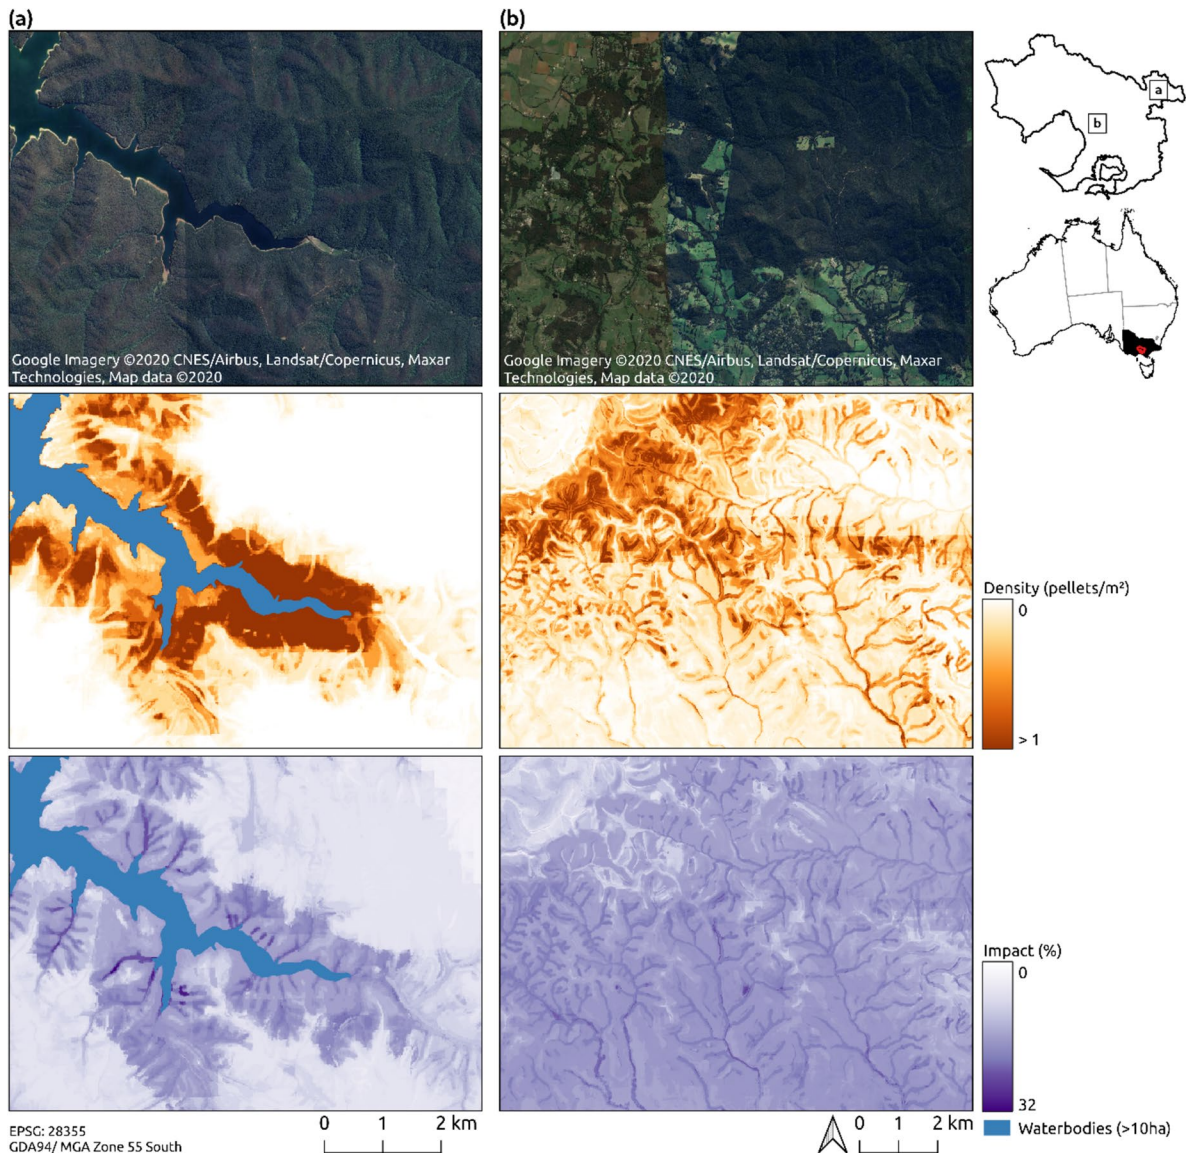 (a)
(b)
a
b
Google Imagery ©2020 CNES/Airbus, Landsat/Copernicus, Maxar
Technologies, Map data ©2020
Google Imagery ©2020 CNES/Airbus, Landsat/Copernicus, Maxar
Technologies, Map data ©2020
Density (pellets/m²)
0
> 1
Impact (%)
0
32
Waterbodies (>10ha)
EPSG: 28355
GDA94/ MGA Zone 55 South
0 1 2 km
0 1 2 km